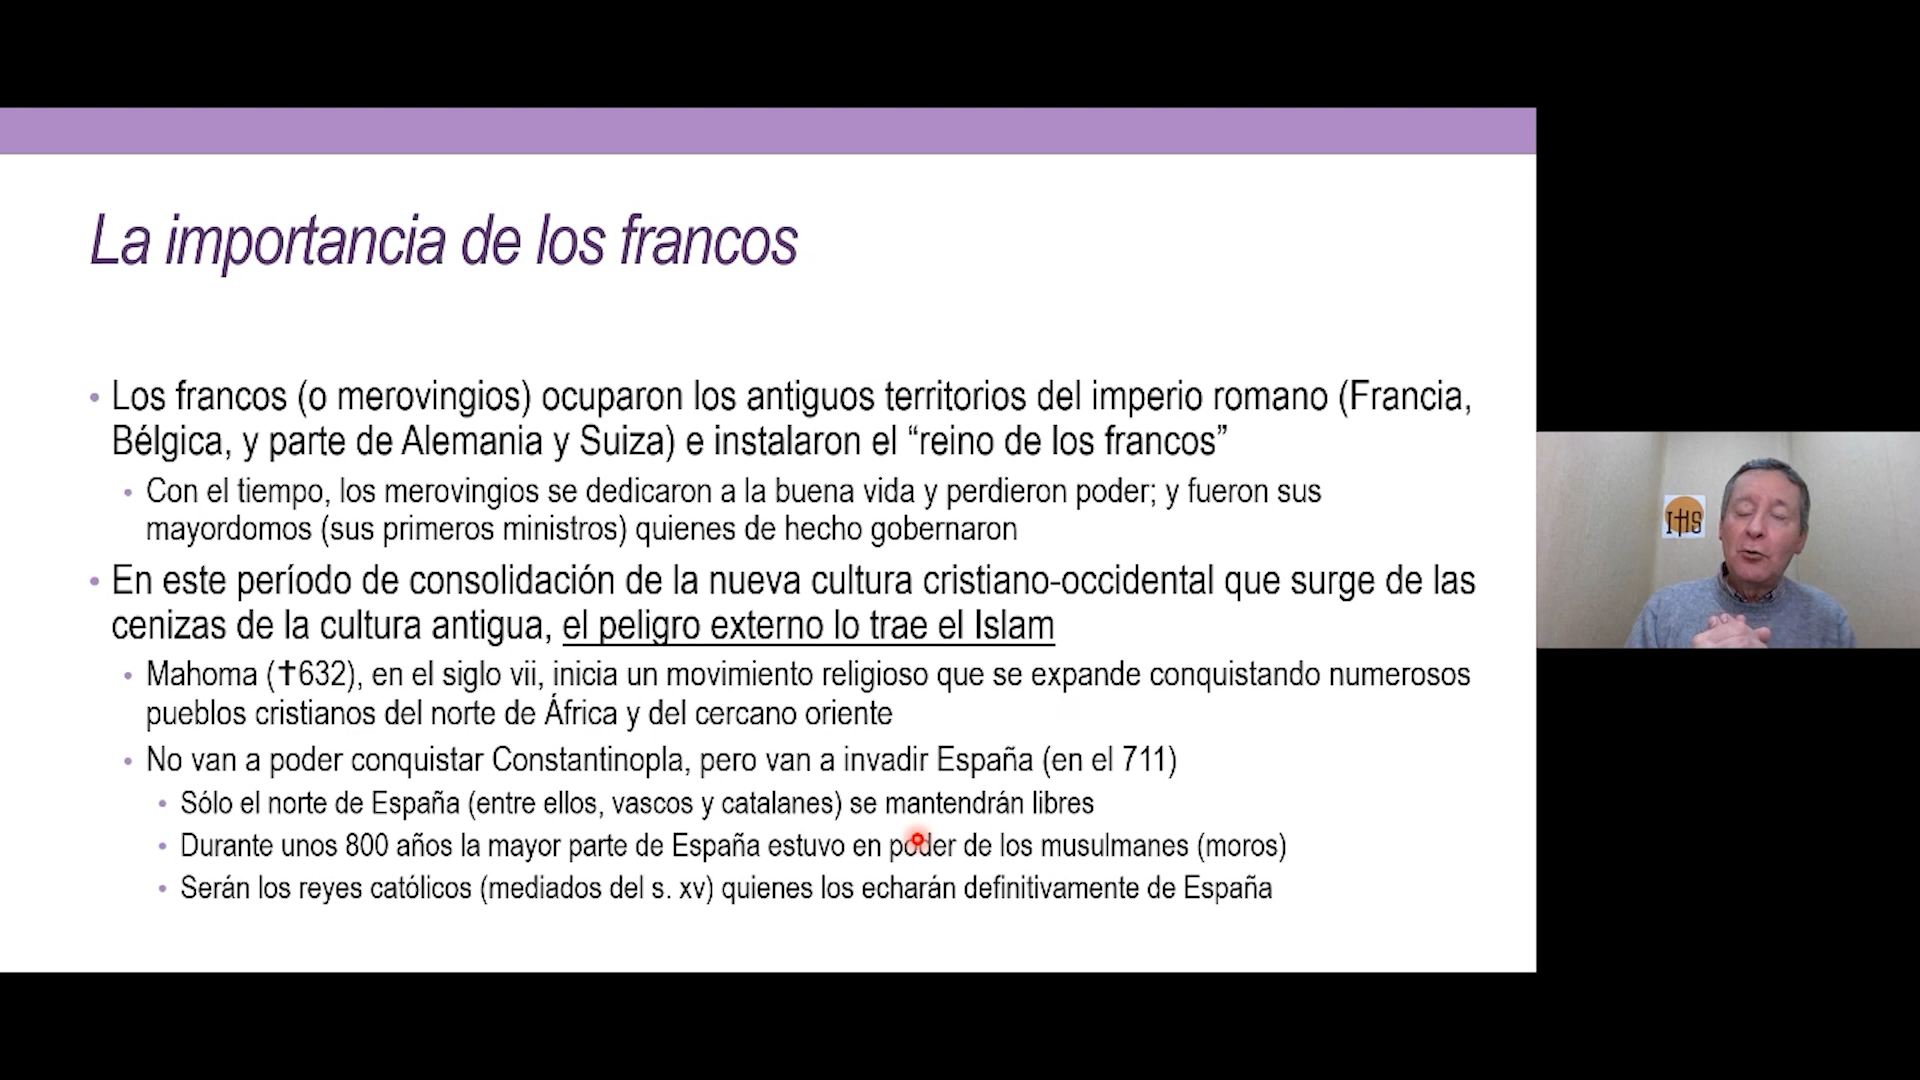 La importancia de los francos
• Los francos (o merovingios) ocuparon los antiguos territorios del imperio romano (Francia,
Bélgica, y parte de Alemania y Suiza) e instalaron el “reino de los francos”
• Con el tiempo, los merovingios se dedicaron a la buena vida y perdieron poder; y fueron sus
mayordomos (sus primeros ministros) quienes de hecho gobernaron
• En este período de consolidación de la nueva cultura cristiano-occidental que surge de las
cenizas de la cultura antigua, el peligro externo lo trae el Islam
• Mahoma (✝632), en el siglo vii, inicia un movimiento religioso que se expande conquistando numerosos
pueblos cristianos del norte de África y del cercano oriente
• No van a poder conquistar Constantinopla, pero van a invadir España (en el 711)
• Sólo el norte de España (entre ellos, vascos y catalanes) se mantendrán libres
• Durante unos 800 años la mayor parte de España estuvo en poder de los musulmanes (moros)
• Serán los reyes católicos (mediados del s. xv) quienes los echarán definitivamente de España
IHS